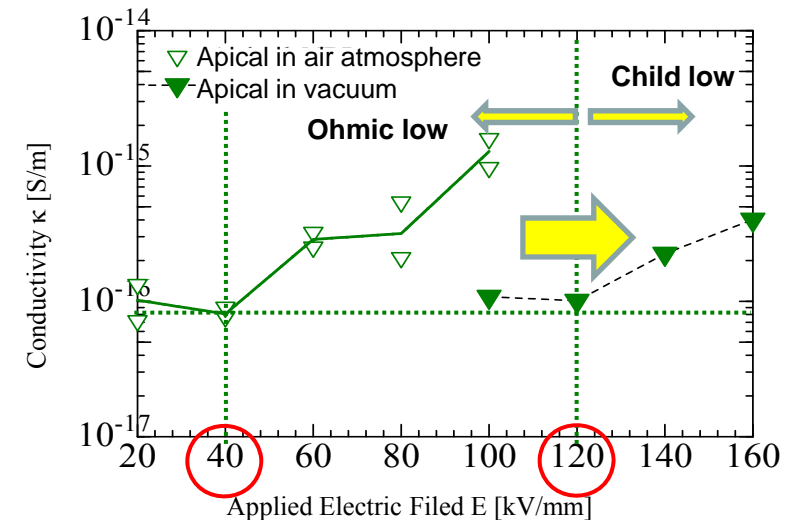 10-14
Apical in air atmosphere
Apical in vacuum
Child low
Ohmic low
10-15
10-16
10-17
Conductivity κ [S/m]
20 40 60 80 100 120 140 160
Applied Electric Filed E [kV/mm]